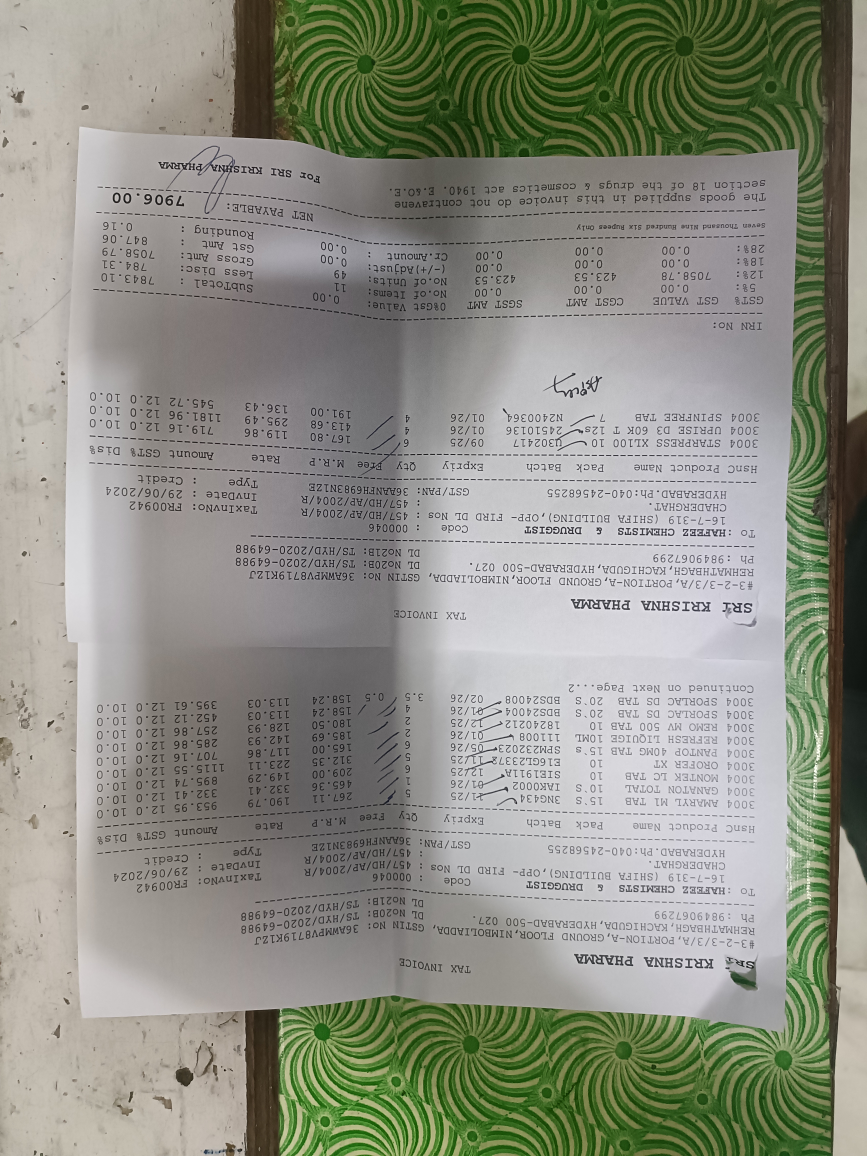 SRI KRISHNA PHARMA TAX INVOICE
#3-2-3/3/A, PORTION-A, GROUND FLOOR,NIMBOLIADDA, GSTIN No: 36AWMPV8719K1ZJ
REHMATHBAGH,KACHIGUDA,HYDERABAD-500 027. DL No20B: TS/HYD/2020-64988
Ph :9849067299 DL No21B: TS/HYD/2020-64988
To :HAFEEZ CHEMISTS & DRUGGIST Code : 000046 TaxInvNo: FR00942
16-7-319 (SHIFA BUILDING),OPP- FIRD DL Nos : 457/HD/AP/2004/R InvDate : 29/06/2024
CHADERGHAT. : 457/HD/AP/2004/R Type : Credit
HYDERABAD.Ph:040-24568255 GST/PAN: 36AANFH6983N1ZE
Hsnc Product Name Pack Batch Expriy Qty Free M.R.P Rate Amount GST% Dis%
3004 AMARYL M1 TAB 15'S 3NG434 11/25 5 267.11 190.79 953.95 12.0 10.0
3004 GANATON TOTAL 10'S IAK0002 01/26 1 465.36 332.41 332.41 12.0 10.0
3004 MONTEK LC TAB 10 SIE1911A 12/25 6 209.00 149.29 895.74 12.0 10.0
3004 OROFER XT 10 E16GL23372 11/25 5 312.35 223.11 1115.55 12.0 10.0
3004 PANTOP 40MG TAB 15's SPM232023 05/26 6 165.00 117.86 707.16 12.0 10.0
3004 REFRESH LIQUIGE 10ML 111008 01/26 2 185.69 142.93 285.86 12.0 10.0
3004 REMO MV 500 TAB 10 18240212 12/25 2 180.50 128.93 257.86 12.0 10.0
3004 SPORLAC DS TAB 20'S BDS24004 01/26 4 158.24 113.03 452.12 12.0 10.0
3004 SPORLAC DS TAB 20'S BDS24008 02/26 3.5 0.5 158.24 113.03 395.61 12.0 10.0
Continued on Next Page...2
SRI KRISHNA PHARMA TAX INVOICE
#3-2-3/3/A, PORTION-A, GROUND FLOOR,NIMBOLIADDA, GSTIN No: 36AWMPV8719K1ZJ
REHMATHBAGH,KACHIGUDA,HYDERABAD-500 027. DL No20B: TS/HYD/2020-64988
Ph :9849067299 DL No21B: TS/HYD/2020-64988
To :HAFEEZ CHEMISTS & DRUGGIST Code : 000046 TaxInvNo: FR00942
16-7-319 (SHIFA BUILDING),OPP- FIRD DL Nos : 457/HD/AP/2004/R InvDate : 29/06/2024
CHADERGHAT. : 457/HD/AP/2004/R Type : Credit
HYDERABAD.Ph:040-24568255 GST/PAN: 36AANFH6983N1ZE
Hsnc Product Name Pack Batch Expriy Qty Free M.R.P Rate Amount GST% Dis%
3004 STARPRESS XL100 10 U302417 09/25 6 167.80 119.86 719.16 12.0 10.0
3004 UPRISE D3 60K T 12s 2451C136 01/26 4 413.68 295.49 1181.96 12.0 10.0
3004 SPINFREE TAB 7 N2400364 01/26 4 191.00 136.43 545.72 12.0 10.0
IRN No:
GST% GST VALUE CGST AMT SGST AMT 0%Gst Value: 0.00 SubTotal : 7843.10
5%: 0.00 0.00 0.00 No.of Items: 11 Less Disc: 784.31
12%: 7058.78 423.53 423.53 No.of Units: 49 Gross Amt: 7058.79
18%: 0.00 0.00 0.00 (-/+)Adjst: 0.00 Gst Amt : 847.06
28%: 0.00 0.00 0.00 Cr.Amount : 0.00 Rounding : 0.16
Seven Thousand Nine Hundred Six Rupees Only
NET PAYABLE: 7906.00
The goods supplied in this invoice do not contravene
section 18 of the drugs & cosmetics act 1940. E.&O.E.
For SRI KRISHNA PHARMA